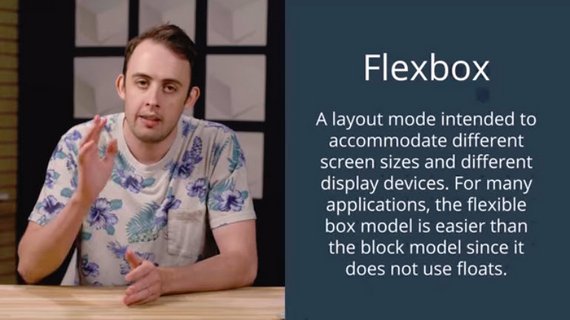 Flexbox
A layout mode intended to
accommodate different
screen sizes and different
display devices. For many
applications, the flexible
box model is easier than
the block model since it
does not use floats.